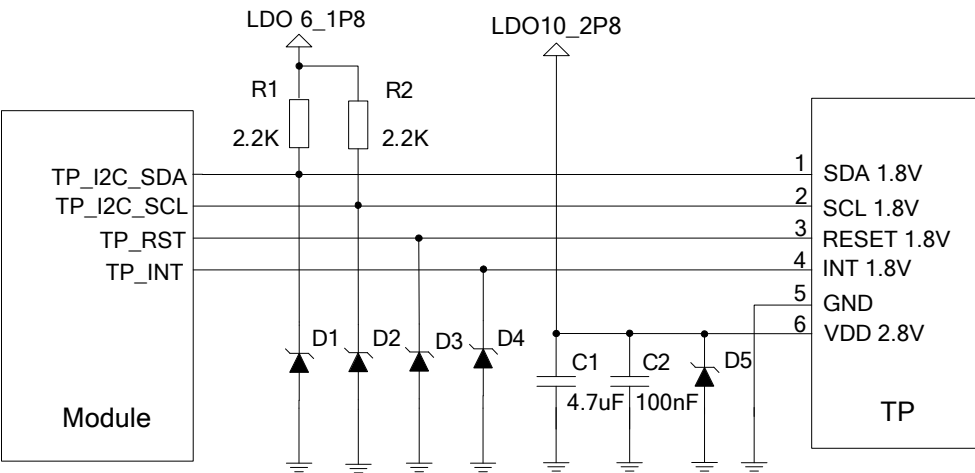 LDO 6_1P8
LDO10_2P8
R1
R2
2.2K
2.2K
TP_I2C_SDA
TP_I2C_SCL
TP_RST
TP_INT
1
2
3
4
5
6
SDA 1.8V
SCL 1.8V
RESET 1.8V
INT 1.8V
GND
VDD 2.8V
D1
D2
D3
D4
C1
C2
D5
4.7uF
100nF
Module
TP